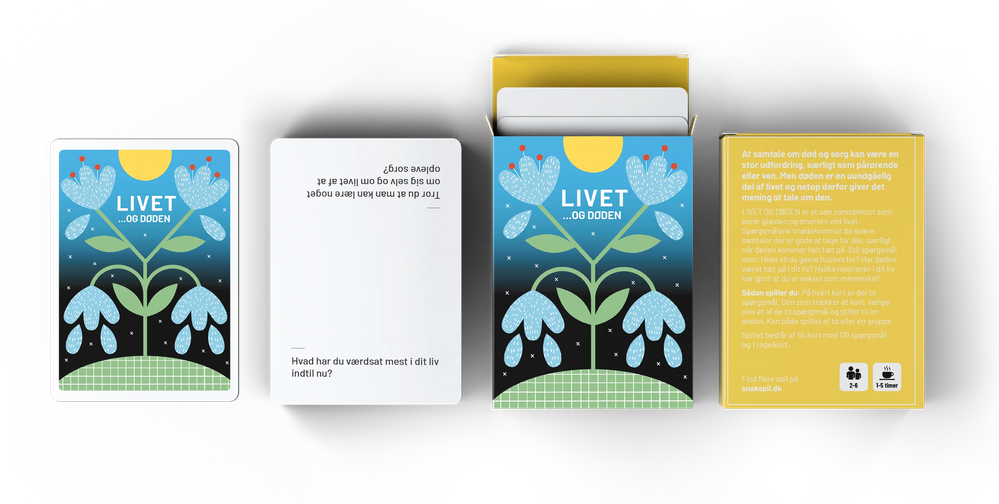 LIVET
...OG DØDEN
Tror du at man kan lære noget
om sig selv og om livet af at
opleve sorg?
Hvad har du værdsat mest i dit liv
indtil nu?
LIVET
...OG DØDEN
At samtale om død og sorg kan være en
stor udfordring, særligt som pårørende
eller ven. Men døden er en uundgåelig
del af livet og netop derfor giver det
mening at tale om den.
LIVET OG DØDEN er et sæt samtalekort som
berør glæden og smerten ved livet.
Spørgsmålene imødekommer de svære
samtaler der er gode at tage for alle, særligt
når døden kommer helt tæt på. Stil spørgsmål
som: Hvad vil du gerne huskes for? Har døden
været tæt på i dit liv? Hvilke relationer i dit liv
har gjort at du er vokset som menneske?
Sådan spiller du: På hvert kort er der to
spørgsmål. Den som trækker et kort, vælger
selv et af de to spørgsmål og stiller til en
anden. Kan både spilles af to eller en gruppe.
Spillet består af 55 kort med 110 spørgsmål
og 1 regelkort.
Find flere spil på
snakspil.dk
2-6
1-5 timer